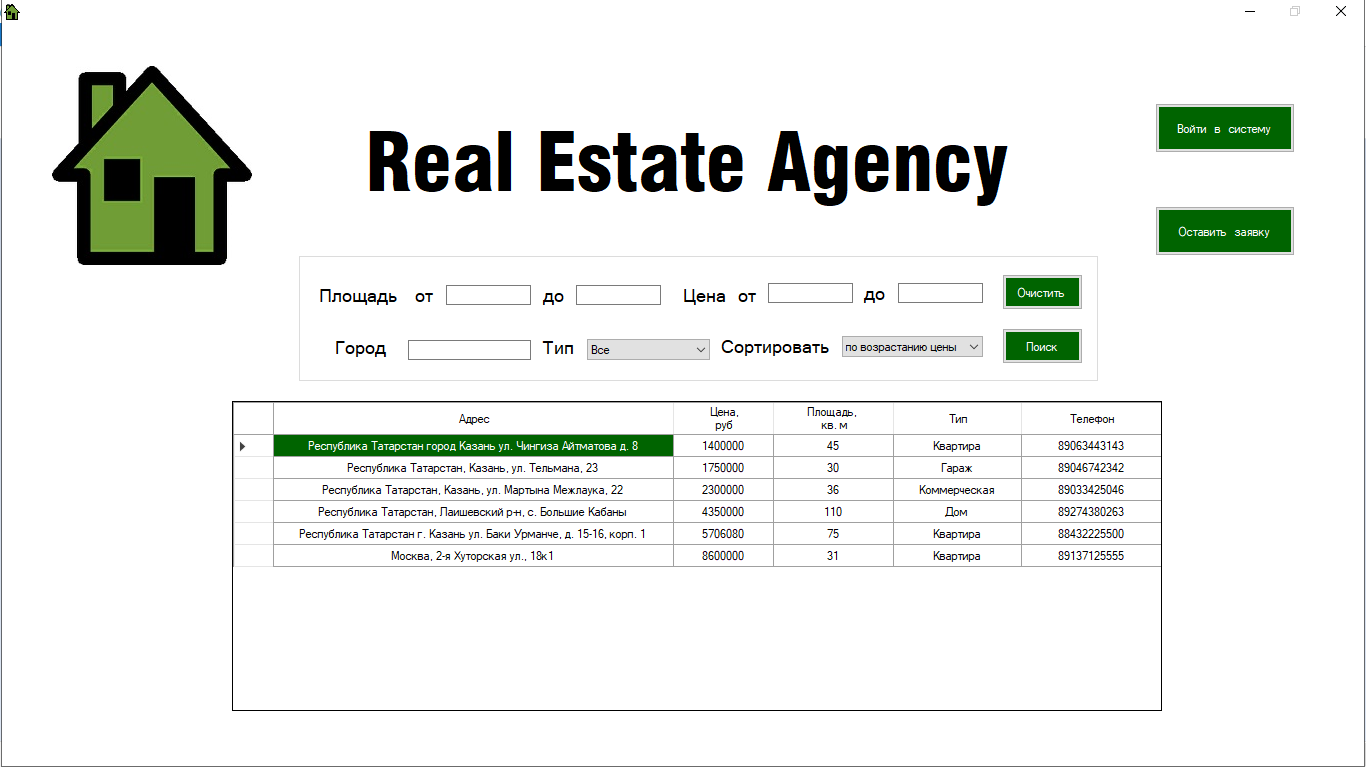 Real Estate Agency
Войти в систему
Оставить заявку
Площадь от до Цена от до Очистить
Город Тип Все Сортировать по возрастанию цены Поиск
Адрес Цена, руб Площадь, кв. м Тип Телефон
Республика Татарстан город Казань ул. Чингиза Айтматова д. 8 1400000 45 Квартира 89063443143
Республика Татарстан, Казань, ул. Тельмана, 23 1750000 30 Гараж 89046742342
Республика Татарстан, Казань, ул. Мартына Межлаука, 22 2300000 36 Коммерческая 89033425046
Республика Татарстан, Лаишевский р-н, с. Большие Кабаны 4350000 110 Дом 89274380263
Республика Татарстан г. Казань ул. Баки Урманче, д. 15-16, корп. 1 5706080 75 Квартира 88432225500
Москва, 2-я Хуторская ул., 18к1 8600000 31 Квартира 89137125555